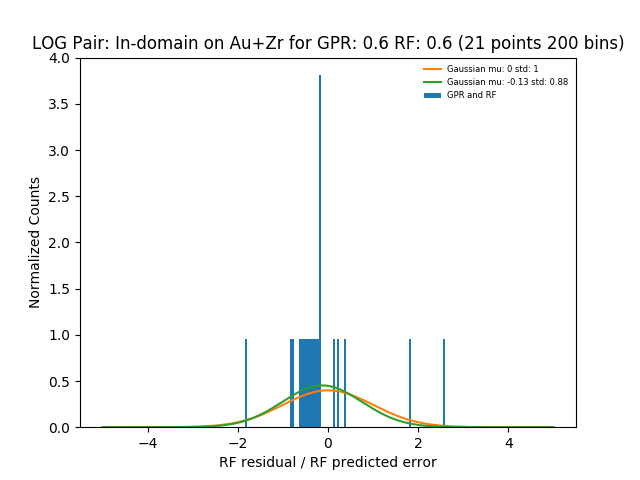 LOG Pair: In-domain on Au+Zr for GPR: 0.6 RF: 0.6 (21 points 200 bins)
Gaussian mu: 0 std: 1
Gaussian mu: -0.13 std: 0.88
GPR and RF
4.0
3.5
3.0
2.5
2.0
1.5
1.0
0.5
0.0
Normalized Counts
−4 −2 0 2 4
RF residual / RF predicted error